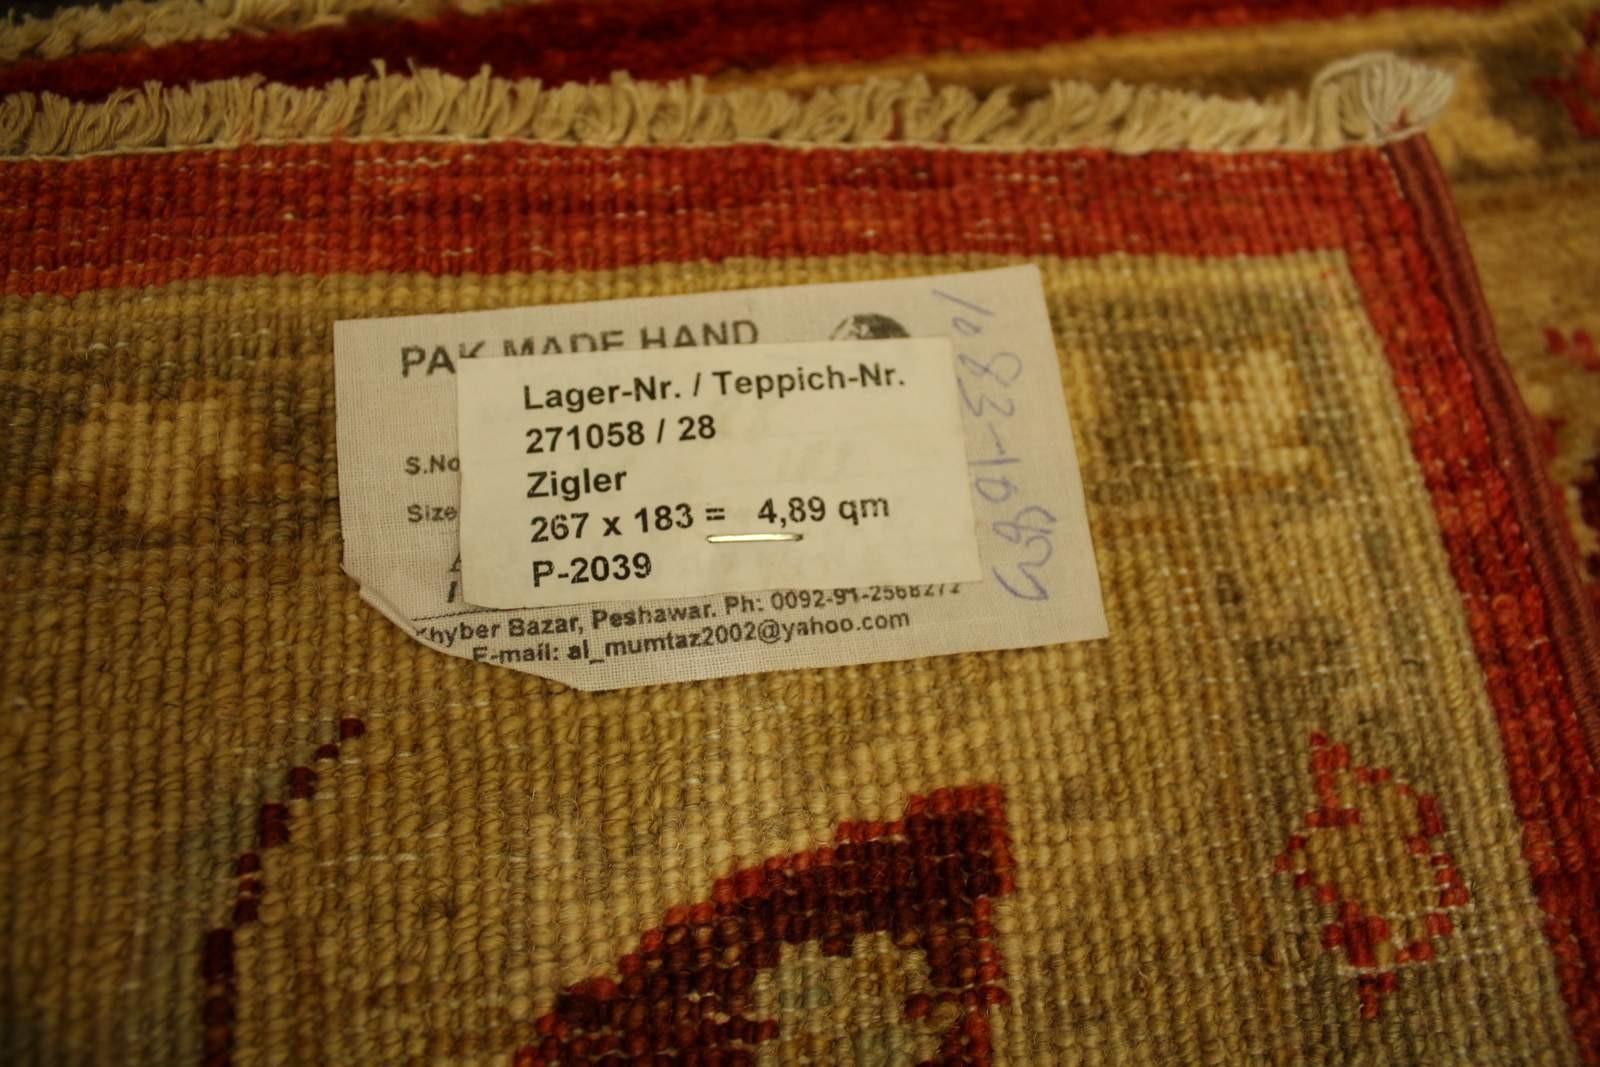 PAK MADE HAND
Lager-Nr. / Teppich-Nr.
271058 / 28
Zigler
267 x 183 = 4,89 qm
P-2039
S.No
Size
Khyber Bazar, Peshawar. Ph: 0092-91-2568272
E-mail: al_mumtaz2002@yahoo.com